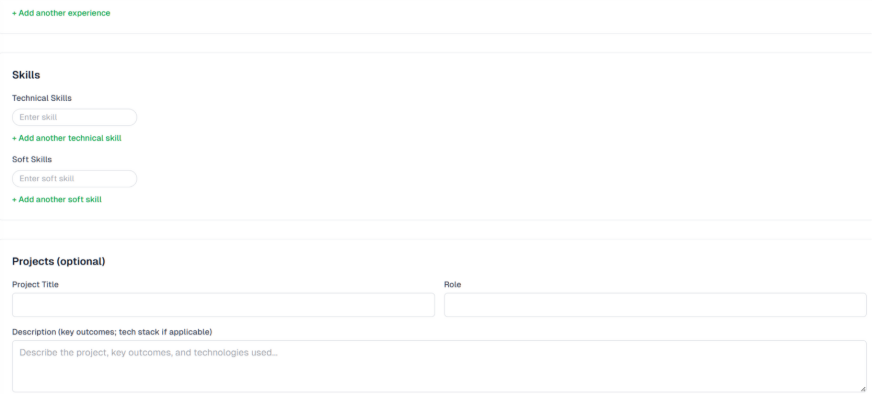 + Add another experience
Skills
Technical Skills
Enter skill
+ Add another technical skill
Soft Skills
Enter soft skill
+ Add another soft skill
Projects (optional)
Project Title
Role
Description (key outcomes; tech stack if applicable)
Describe the project, key outcomes, and technologies used...